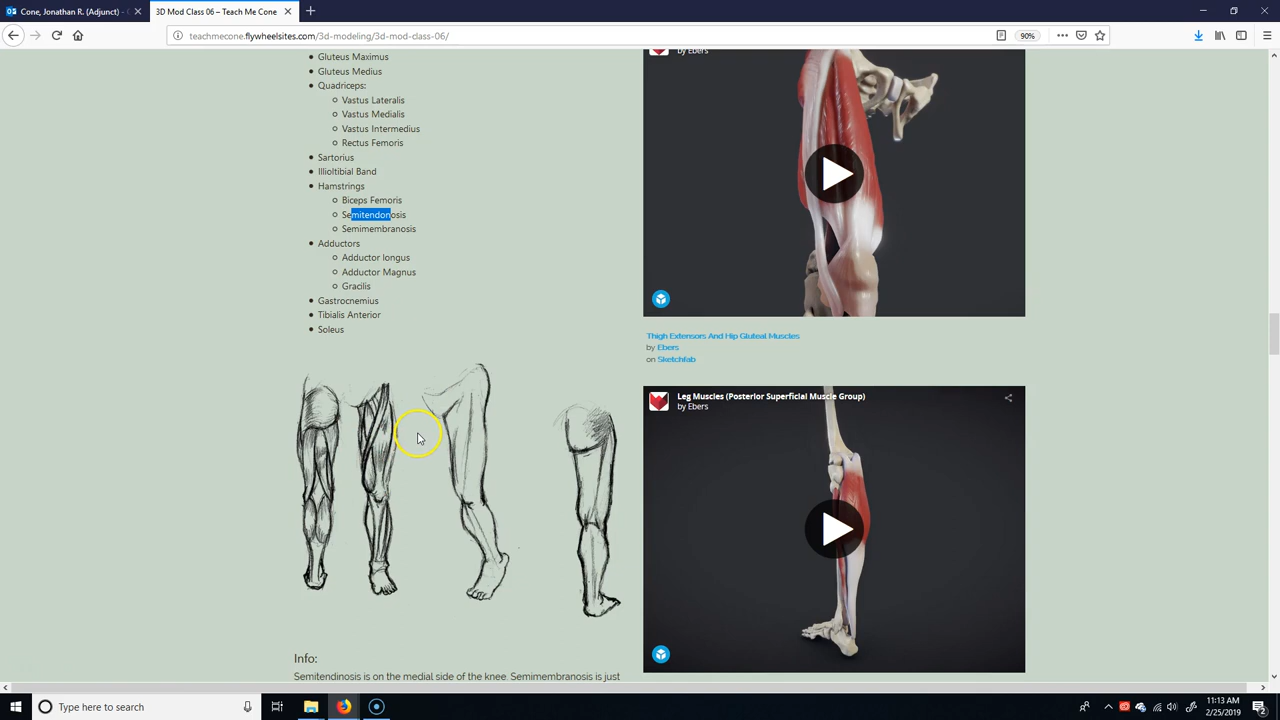 Cone, Jonathan R. (Adjunct) -
3D Mod Class 06 – Teach Me Cone
teachmecone.flywheelsites.com/3d-modeling/3d-mod-class-06/
90%
Gluteus Maximus
Gluteus Medius
Quadriceps:
Vastus Lateralis
Vastus Medialis
Vastus Intermedius
Rectus Femoris
Sartorius
Illioltibial Band
Hamstrings
Biceps Femoris
Semitendonosis
Semimembranosis
Adductors
Adductor longus
Adductor Magnus
Gracilis
Gastrocnemius
Tibialis Anterior
Soleus
by Ebers
Thigh Extensors And Hip Gluteal Muscles
by Ebers
on Sketchfab
Leg Muscles (Posterior Superficial Muscle Group)
by Ebers
Info:
Semitendinosis is on the medial side of the knee. Semimembranosis is just
Type here to search
11:13 AM
2/25/2019
2